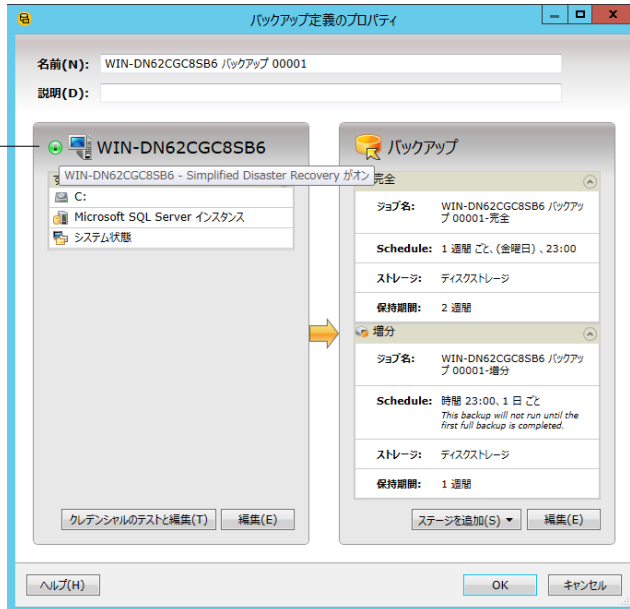 バックアップ定義のプロパティ
名前(N): WIN-DN62CGC8SB6 バックアップ 00001
説明(D):
WIN-DN62CGC8SB6
バックアップ
WIN-DN62CGC8SB6 - Simplified Disaster Recovery がオン
完全
C:
Microsoft SQL Server インスタンス
システム状態
ジョブ名: WIN-DN62CGC8SB6 バックアッ
プ 00001-完全
Schedule: 1 週間 ごと、(金曜日) 、23:00
ストレージ: ディスクストレージ
保持期間: 2 週間
増分
ジョブ名: WIN-DN62CGC8SB6 バックアッ
プ 00001-増分
Schedule: 時間 23:00、1 日 ごと
This backup will not run until the
first full backup is completed.
ストレージ: ディスクストレージ
保持期間: 1 週間
クレデンシャルのテストと編集(T)
編集(E)
ステージを追加(S)
編集(E)
ヘルプ(H)
OK
キャンセル